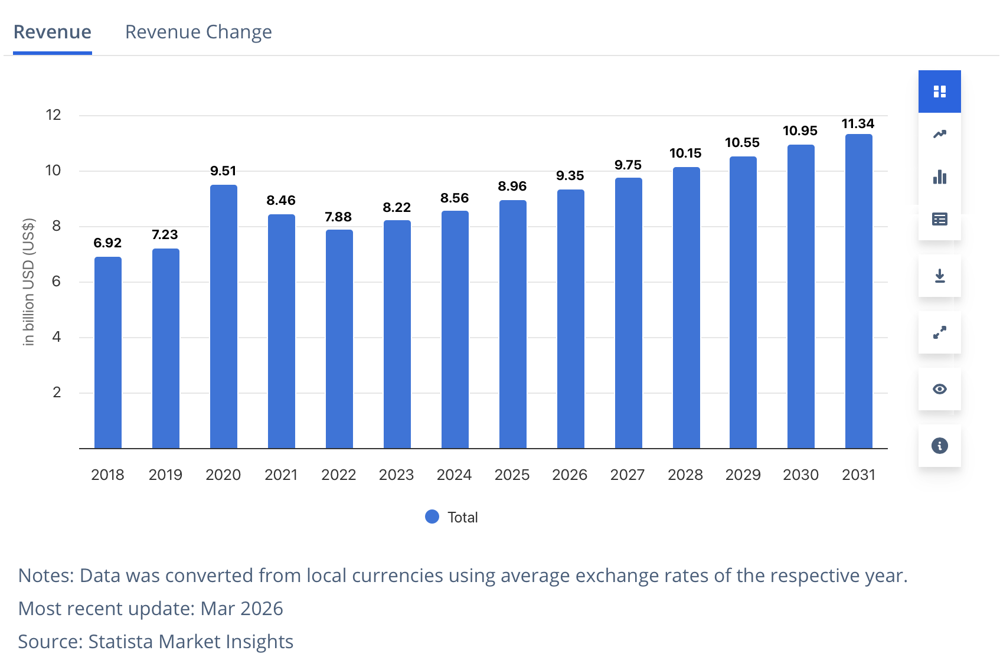 Revenue Revenue Change
in billion USD (US$)
12
10
8
6
4
2
6.92
7.23
9.51
8.46
7.88
8.22
8.56
8.96
9.35
9.75
10.15
10.55
10.95
11.34
2018 2019 2020 2021 2022 2023 2024 2025 2026 2027 2028 2029 2030 2031
Total
Notes: Data was converted from local currencies using average exchange rates of the respective year.
Most recent update: Mar 2026
Source: Statista Market Insights